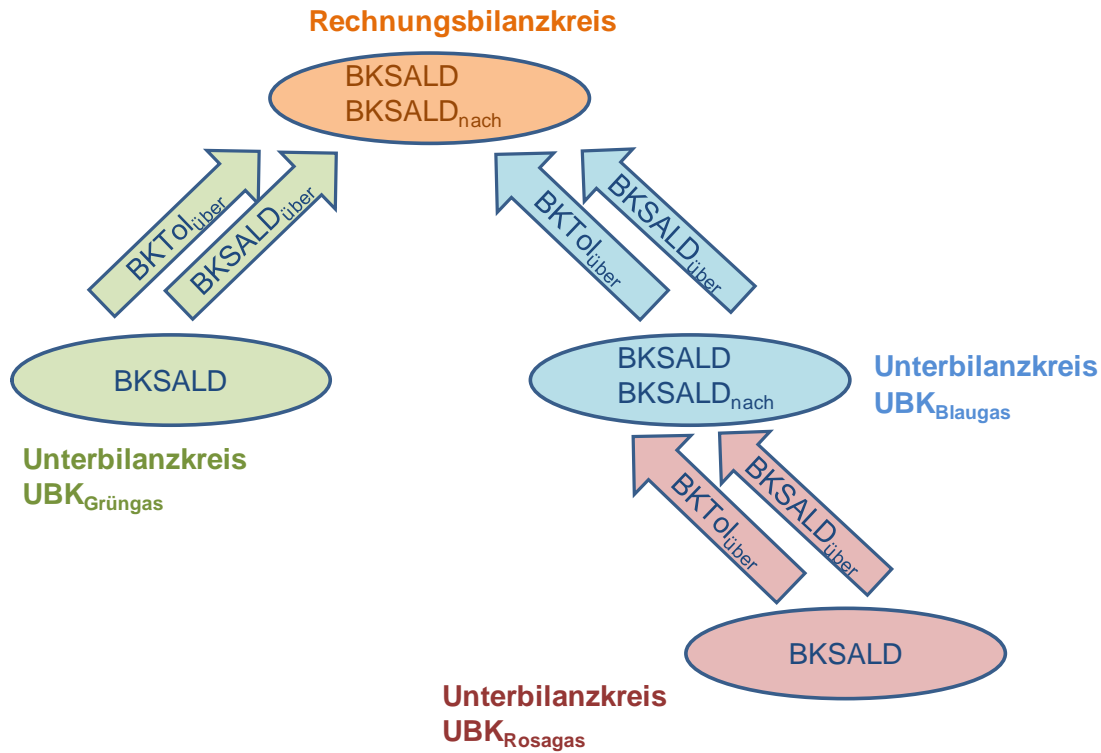 Rechnungsbilanzkreis
BKSALD
BKSALDnach
BKTolüber
BKSALDüber
BKTolüber
BKSALDüber
BKSALD
BKSALD
BKSALDnach
Unterbilanzkreis
UBKBlaugas
Unterbilanzkreis
UBKGrüngas
BKTolüber
BKSALDüber
BKSALD
Unterbilanzkreis
UBKRosagas